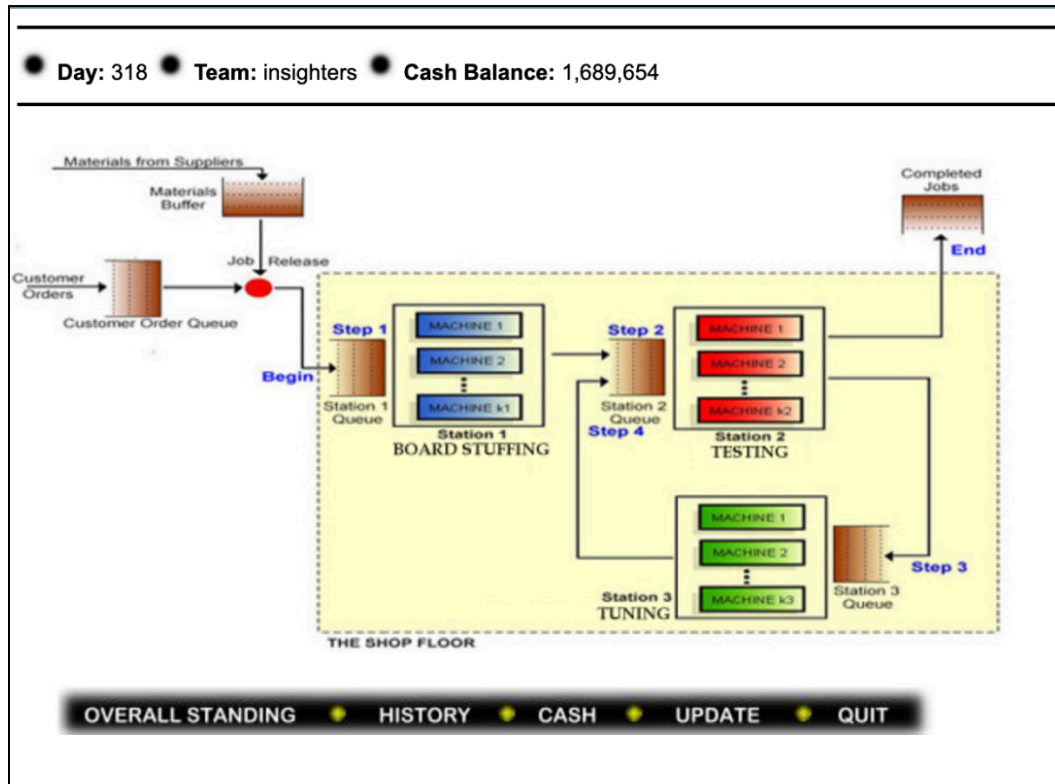 Day: 318 Team: insighters Cash Balance: 1,689,654
Materials from Suppliers
Materials
Buffer
Completed
Jobs
End
Job Release
Customer
Orders
Customer Order Queue
Begin
Step 1
Station 1
Queue
MACHINE 1
MACHINE 2
MACHINE k1
Station 1
BOARD STUFFING
Step 2
Station 2
Queue
Step 4
MACHINE 1
MACHINE 2
MACHINE k2
Station 2
TESTING
MACHINE 1
MACHINE 2
MACHINE k3
Station 3
TUNING
Step 3
Station 3
Queue
THE SHOP FLOOR
OVERALL STANDING HISTORY CASH UPDATE QUIT